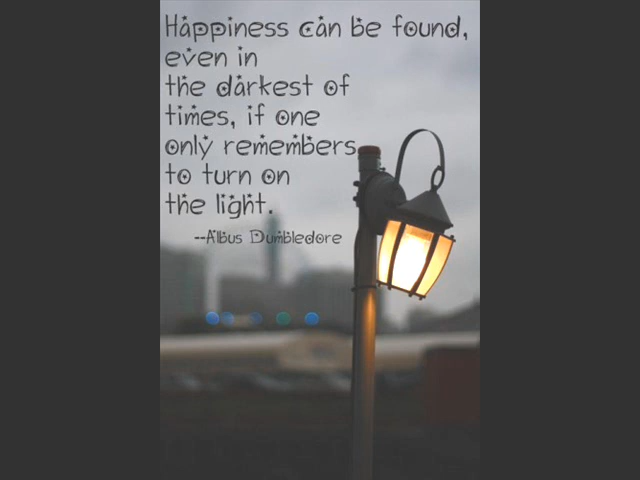 Happiness can be found,
even in
the darkest of
times, if one
only remembers
to turn on
the light.
--Albus Dumbledore